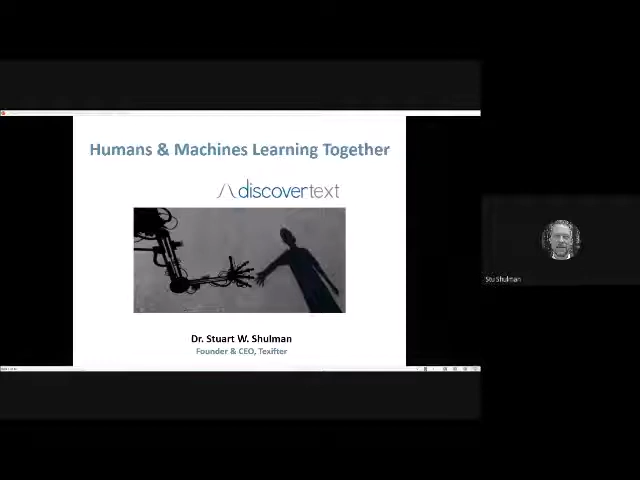 Humans & Machines Learning Together
discovertext
Dr. Stuart W. Shulman
Founder & CEO, Texifter
Stu Shulman